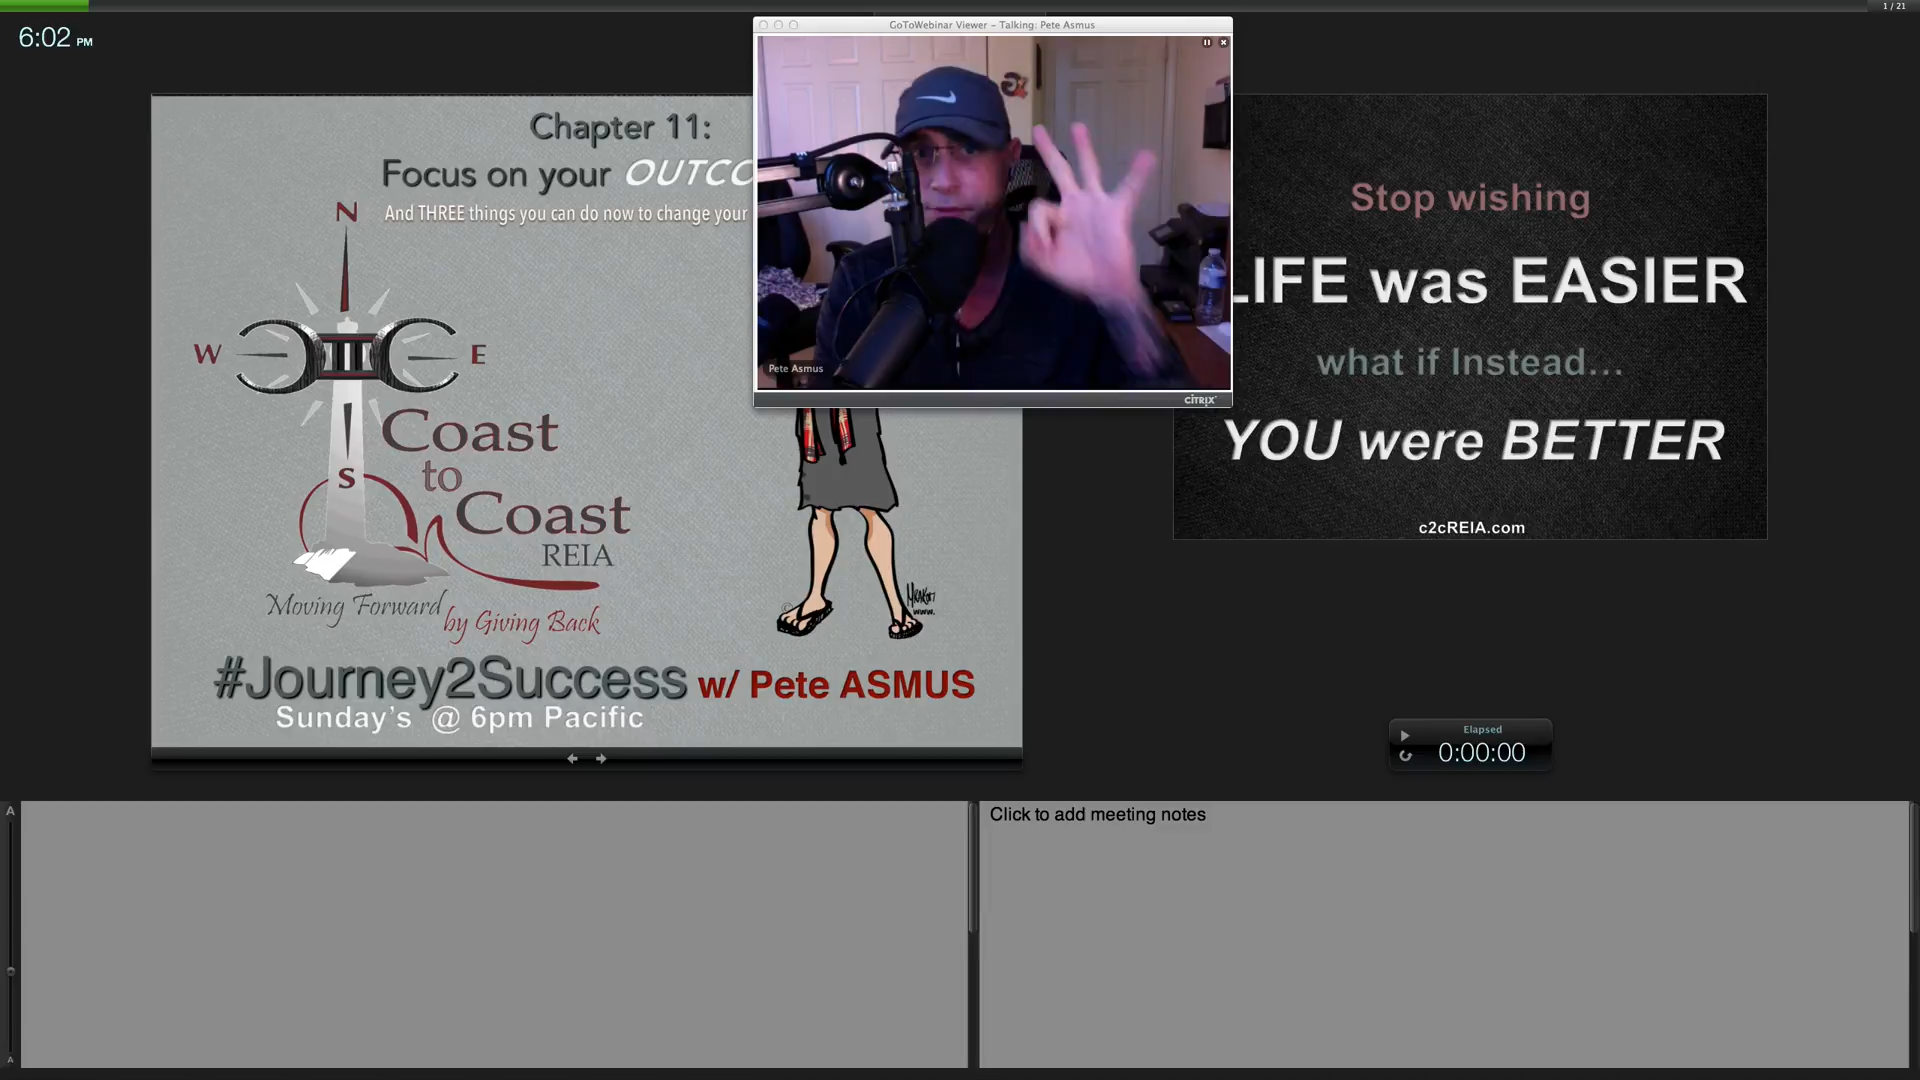 1 / 21
6:02 PM
GoToWebinar Viewer - Talking: Pete Asmus
Pete Asmus
CİTRIX
Chapter 11:
Focus on your OUTCO
And THREE things you can do now to change your
N
W
E
S
Coast
to
Coast
REIA
Moving Forward
by Giving Back
www.
#Journey2Success w/ Pete ASMUS
Sunday's @ 6pm Pacific
Stop wishing
LIFE was EASIER
what if Instead...
YOU were BETTER
c2cREIA.com
Elapsed
0:00:00
A
A
Click to add meeting notes